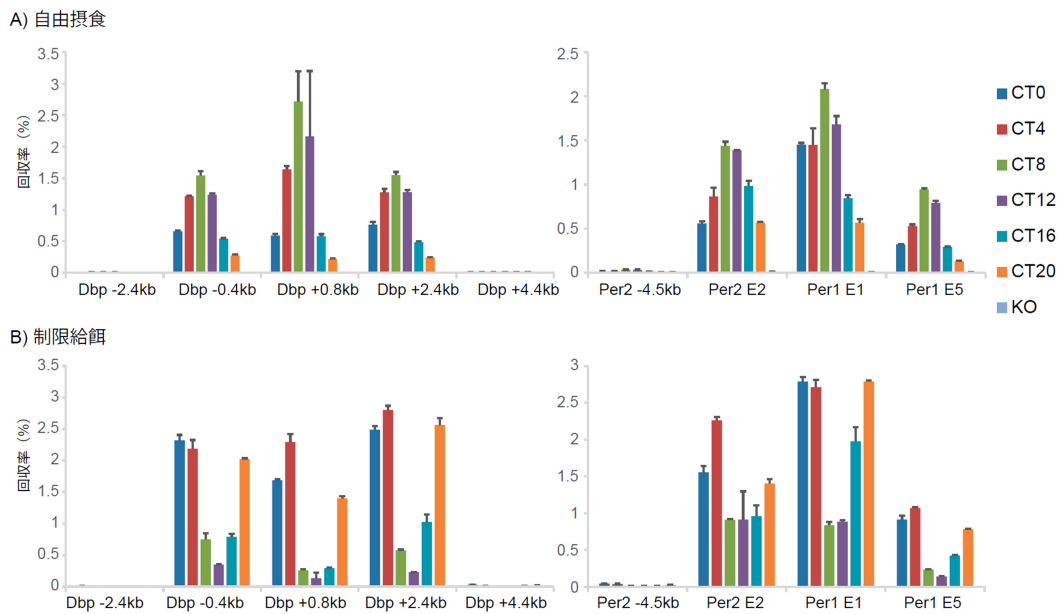 A) 自由摂食
回収率 (%)
3.5
3
2.5
2
1.5
1
0.5
0
Dbp -2.4kb Dbp -0.4kb Dbp +0.8kb Dbp +2.4kb Dbp +4.4kb
2.5
2
1.5
1
0.5
0
Per2 -4.5kb Per2 E2 Per1 E1 Per1 E5
CT0
CT4
CT8
CT12
CT16
CT20
KO
B) 制限給餌
回収率 (%)
3.5
3
2.5
2
1.5
1
0.5
0
Dbp -2.4kb Dbp -0.4kb Dbp +0.8kb Dbp +2.4kb Dbp +4.4kb
3
2.5
2
1.5
1
0.5
0
Per2 -4.5kb Per2 E2 Per1 E1 Per1 E5